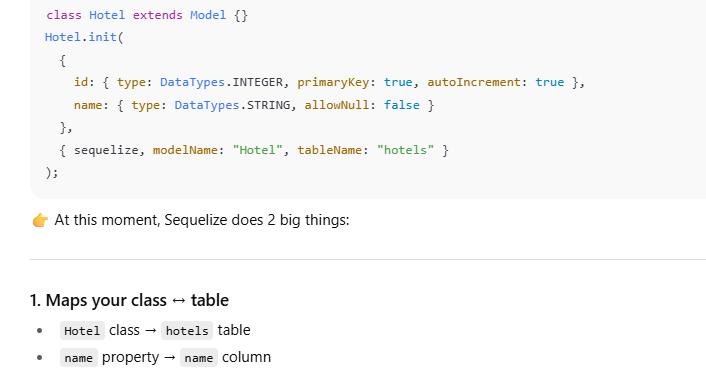 class Hotel extends Model {}
Hotel.init(
  {
    id: { type: DataTypes.INTEGER, primaryKey: true, autoIncrement: true },
    name: { type: DataTypes.STRING, allowNull: false }
  },
  { sequelize, modelName: "Hotel", tableName: "hotels" }
);
👉 At this moment, Sequelize does 2 big things:
1. Maps your class ↔ table
• Hotel class → hotels table
• name property → name column